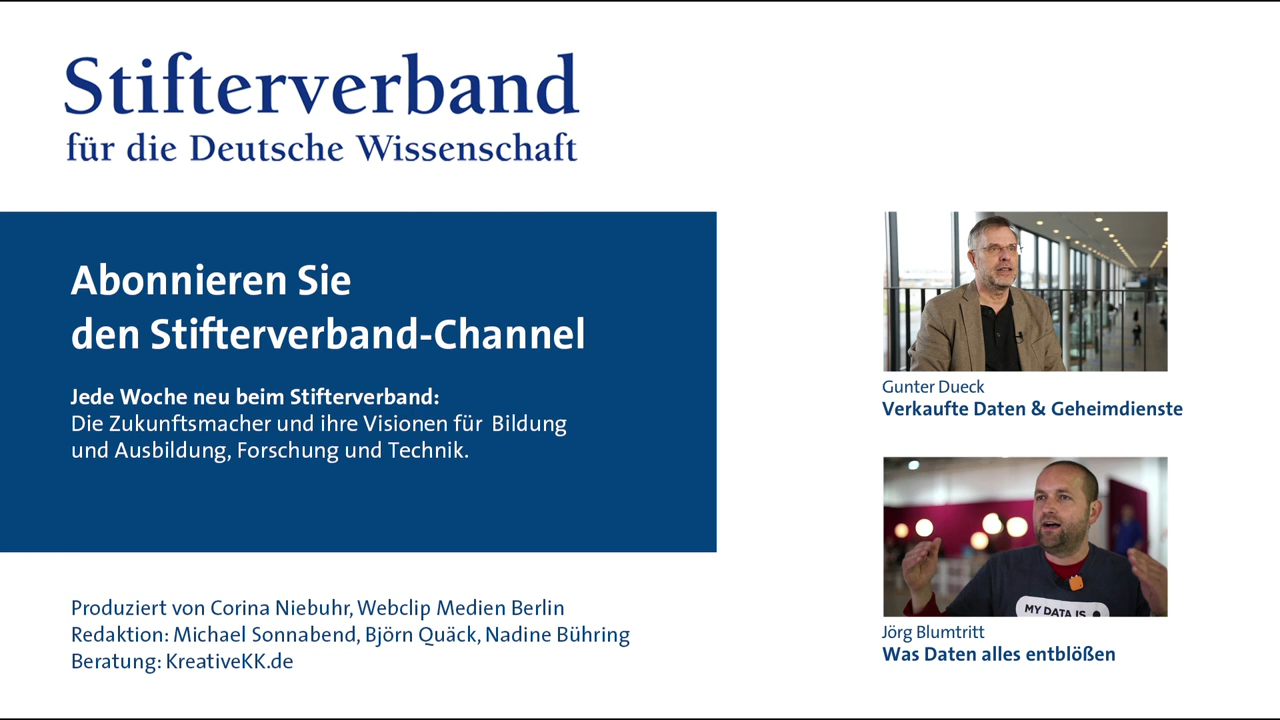 Stifterverband
für die Deutsche Wissenschaft
Abonnieren Sie
den Stifterverband-Channel
Jede Woche neu beim Stifterverband:
Die Zukunftsmacher und ihre Visionen für Bildung
und Ausbildung, Forschung und Technik.
Produziert von Corina Niebuhr, Webclip Medien Berlin
Redaktion: Michael Sonnabend, Björn Quäck, Nadine Bühring
Beratung: KreativeKK.de
Gunter Dueck
Verkaufte Daten & Geheimdienste
MY DATA IS
Jörg Blumtritt
Was Daten alles entblößen